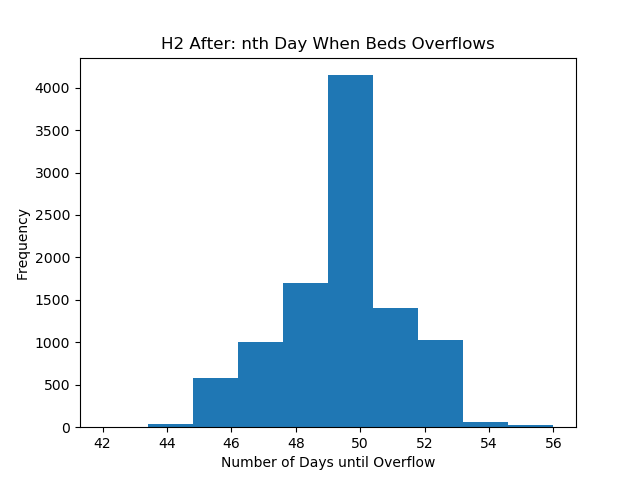 H2 After: nth Day When Beds Overflows
4000
3500
3000
2500
2000
1500
1000
500
0
Frequency
42 44 46 48 50 52 54 56
Number of Days until Overflow